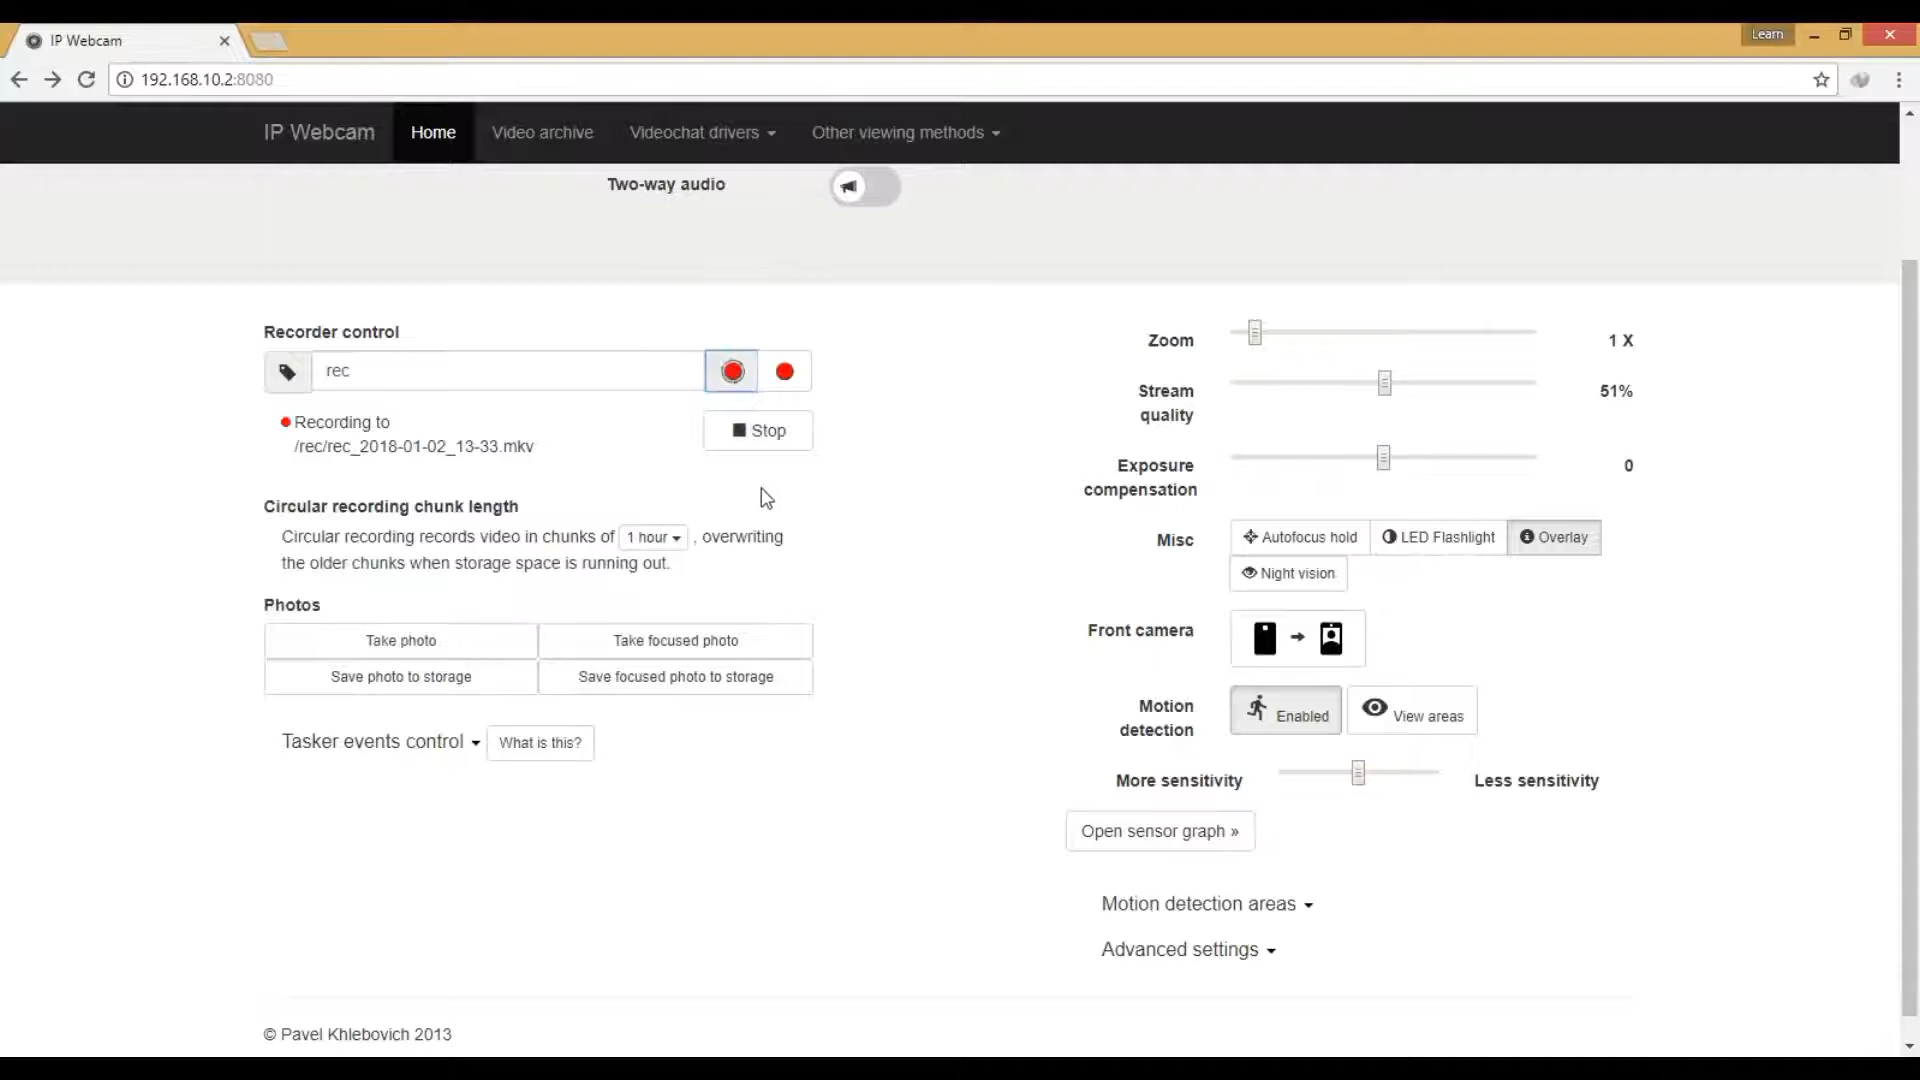 IP Webcam
Learn
192.168.10.2:8080
IP Webcam Home Video archive Videochat drivers Other viewing methods
Two-way audio
Recorder control
rec
Recording to
/rec/rec_2018-01-02_13-33.mkv
Stop
Circular recording chunk length
Circular recording records video in chunks of 1 hour , overwriting
the older chunks when storage space is running out.
Photos
Take photo Take focused photo
Save photo to storage Save focused photo to storage
Tasker events control What is this?
Zoom 1 X
Stream
quality
51%
Exposure
compensation
0
Misc Autofocus hold LED Flashlight Overlay
Night vision
Front camera
Motion
detection
Enabled View areas
More sensitivity Less sensitivity
Open sensor graph »
Motion detection areas
Advanced settings
© Pavel Khlebovich 2013